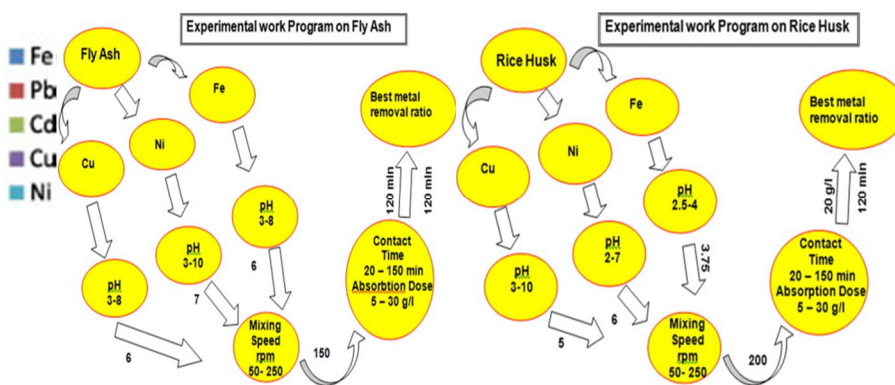 Experimental work Program on Fly Ash
Fe
Pb
Cd
Cu
Ni
Fly Ash
Fe
Ni
Cu
pH
3-8
pH
3-10
pH
3-8
6
7
6
Mixing
Speed
rpm
50- 250
150
Contact
Time
20 – 150 min
Absorbtion Dose
5 – 30 g/l
120 min
120 min
Best metal
removal ratio
Experimental work Program on Rice Husk
Rice Husk
Fe
Ni
Cu
pH
2.5-4
pH
2-7
pH
3-10
3.75
6
5
Mixing
Speed
rpm
50- 250
200
Contact
Time
20 – 150 min
Absorption Dose
5 – 30 g/l
20 g/l
120 min
Best metal
removal ratio